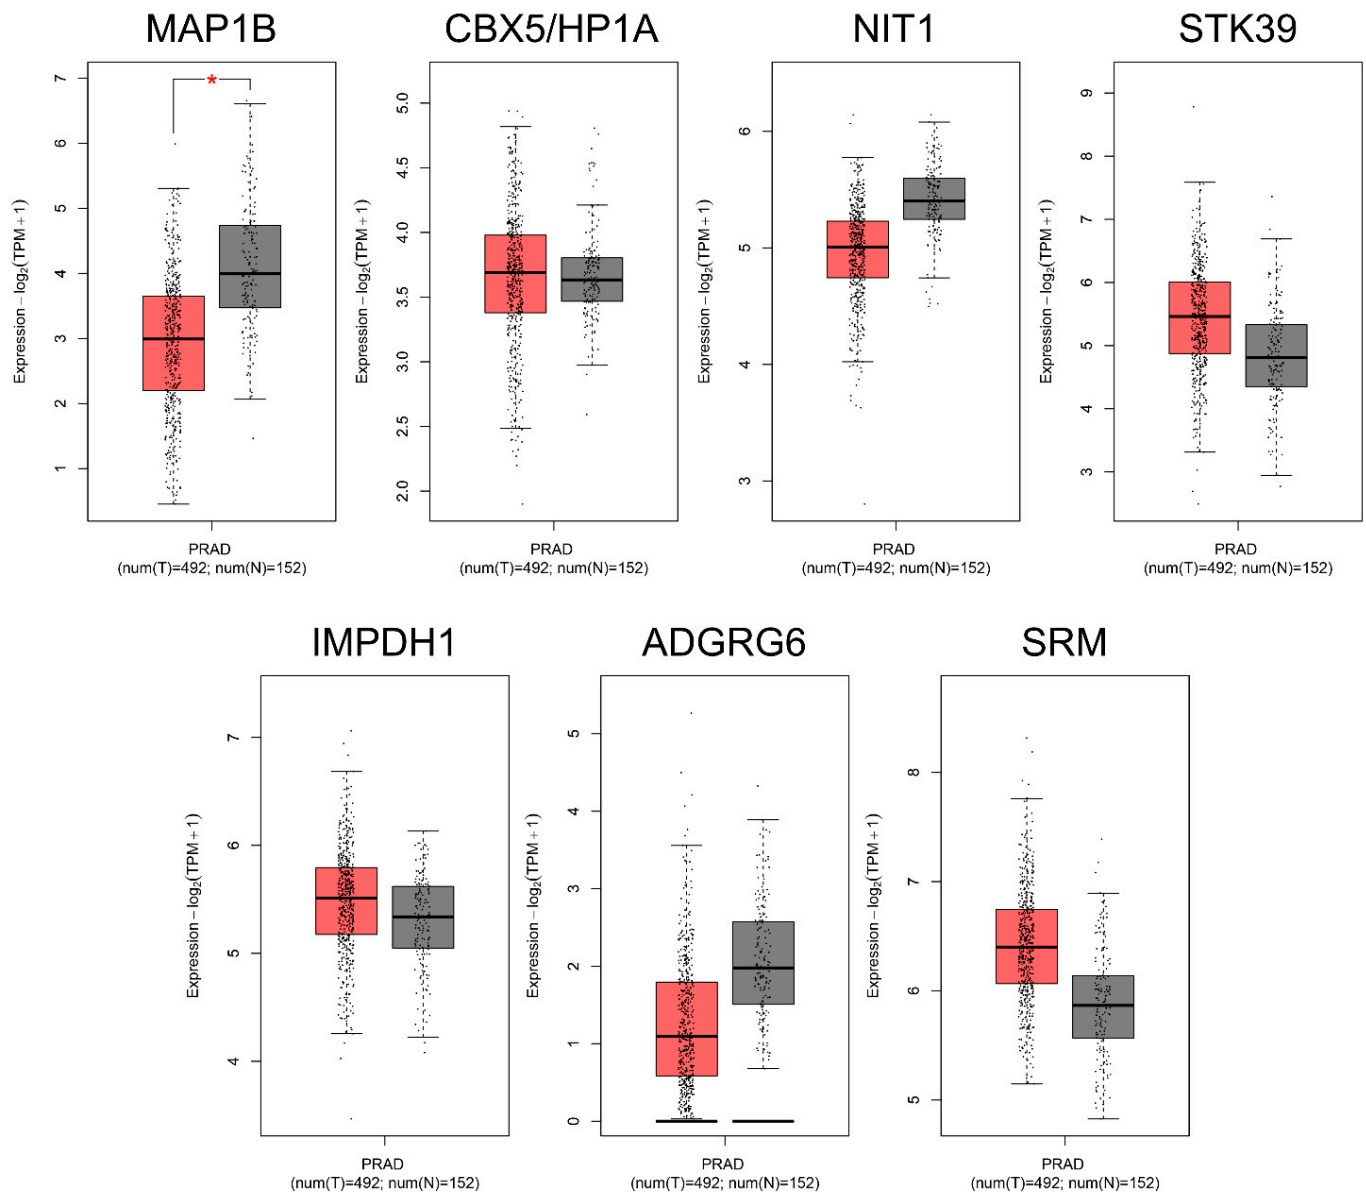 MAP1B
CBX5/HP1A
NIT1
STK39
Expression − log2(TPM + 1)
7
6
5
4
3
2
1
*
PRAD
(num(T)=492; num(N)=152)
Expression − log2(TPM + 1)
5.0
4.5
4.0
3.5
3.0
2.5
2.0
PRAD
(num(T)=492; num(N)=152)
Expression − log2(TPM + 1)
6
5
4
3
PRAD
(num(T)=492; num(N)=152)
Expression − log2(TPM + 1)
9
8
7
6
5
4
3
PRAD
(num(T)=492; num(N)=152)
IMPDH1
ADGRG6
SRM
Expression − log2(TPM + 1)
7
6
5
4
PRAD
(num(T)=492; num(N)=152)
Expression − log2(TPM + 1)
5
4
3
2
1
0
PRAD
(num(T)=492; num(N)=152)
Expression − log2(TPM + 1)
8
7
6
5
PRAD
(num(T)=492; num(N)=152)